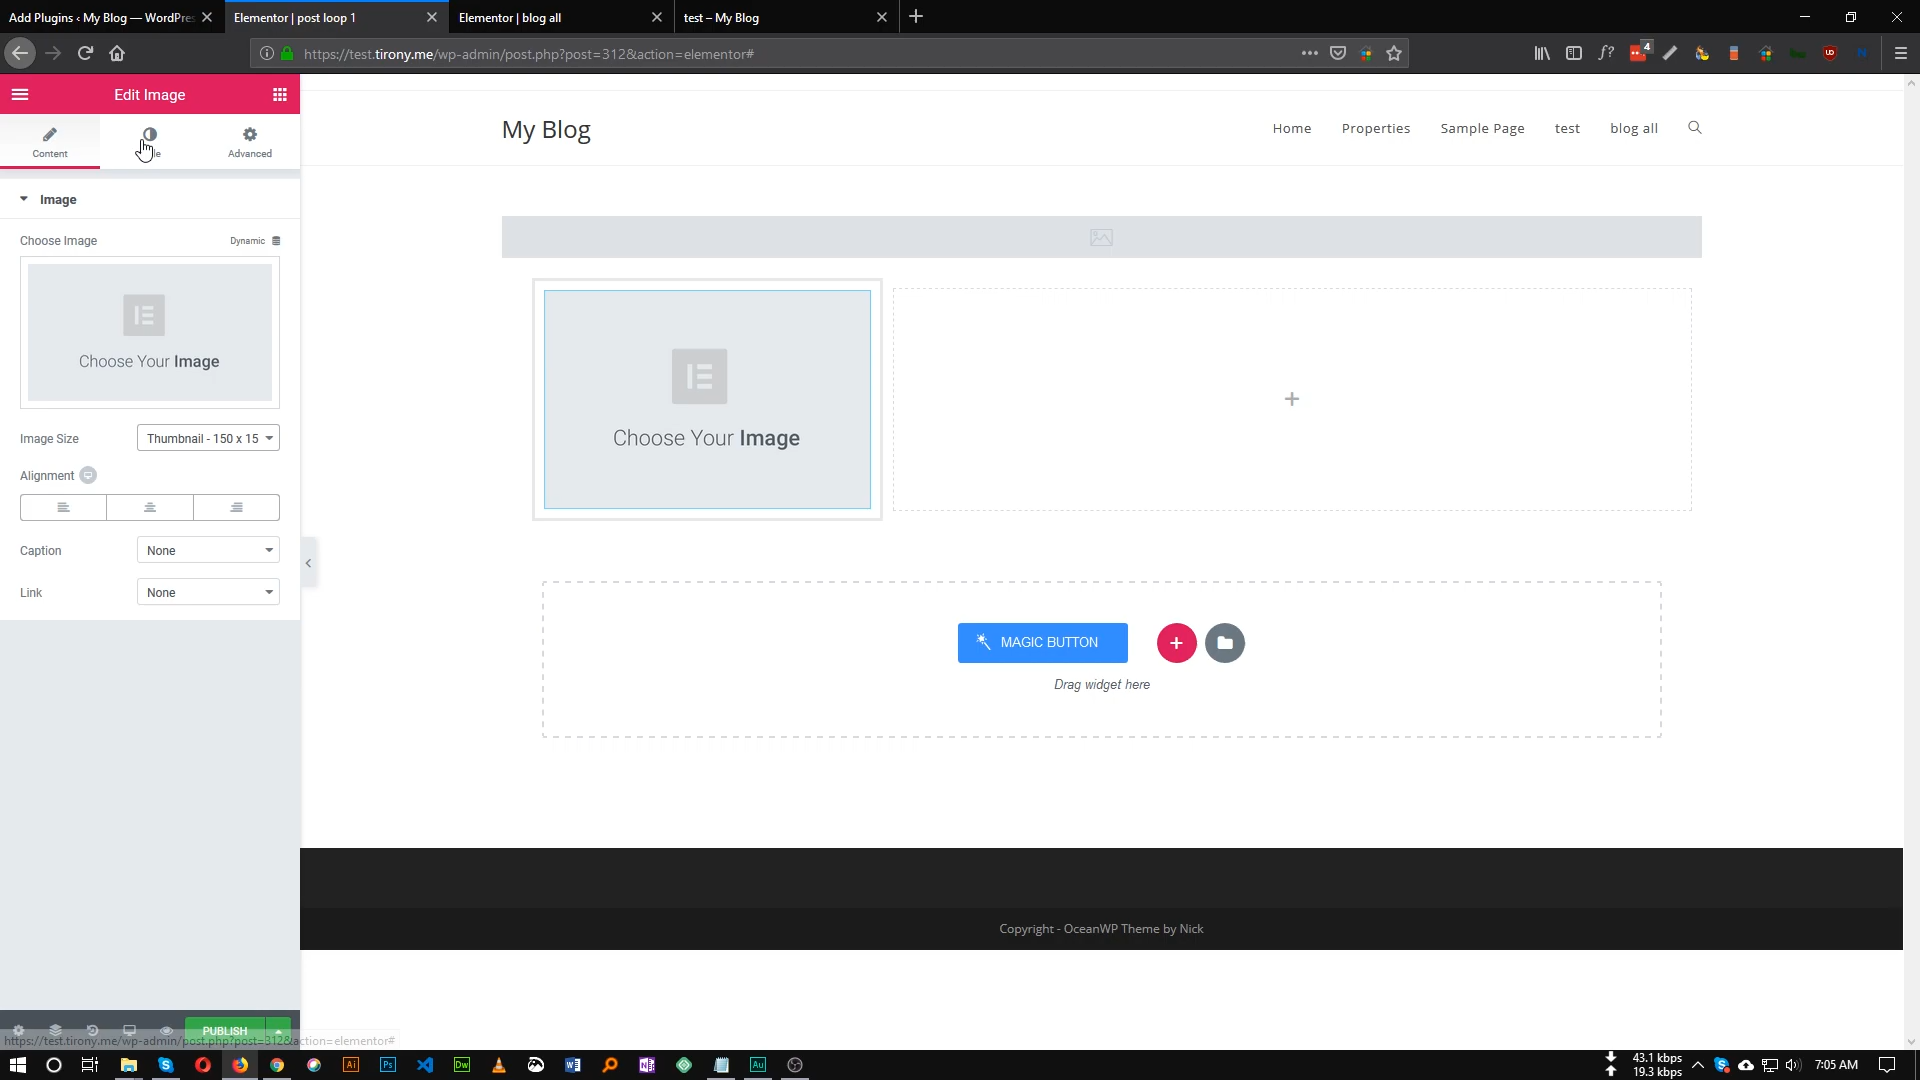 Add Plugins ‹ My Blog — WordPres
Elementor | post loop 1
Elementor | blog all
test – My Blog
https://test.tirony.me/wp-admin/post.php?post=312&action=elementor#
4
Edit Image
Content
Advanced
My Blog
Home
Properties
Sample Page
test
blog all
Image
Choose Image
Dynamic
Choose Your Image
Image Size
Thumbnail - 150 x 15
Alignment
Caption
None
Link
None
Choose Your Image
MAGIC BUTTON
Drag widget here
Copyright - OceanWP Theme by Nick
PUBLISH
https://test.tirony.me/wp-admin/post.php?post=312&action=elementor#
43.1 kbps
19.3 kbps
7:05 AM